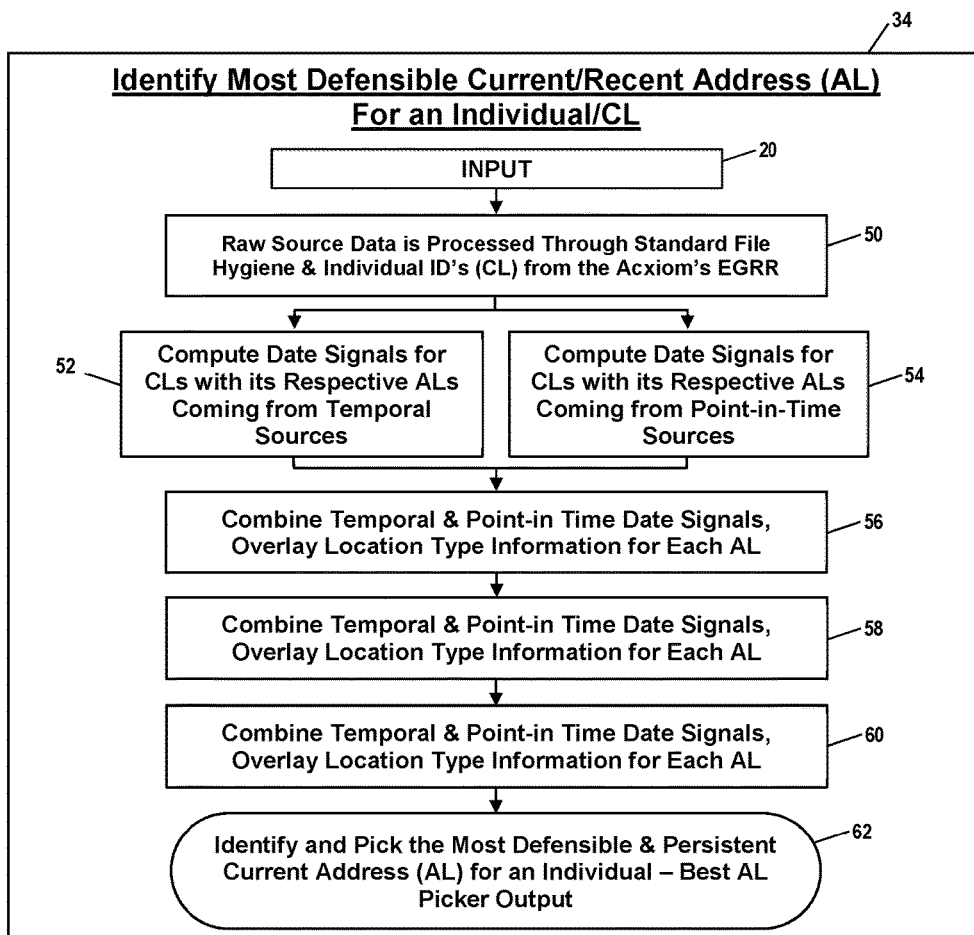 34
Identify Most Defensible Current/Recent Address (AL)
For an Individual/CL
INPUT
20
Raw Source Data is Processed Through Standard File
Hygiene & Individual ID's (CL) from the Acxiom's EGRR
50
52
Compute Date Signals for
CLs with its Respective ALs
Coming from Temporal
Sources
Compute Date Signals for
CLs with its Respective ALs
Coming from Point-in-Time
Sources
54
Combine Temporal & Point-in Time Date Signals,
Overlay Location Type Information for Each AL
56
Combine Temporal & Point-in Time Date Signals,
Overlay Location Type Information for Each AL
58
Combine Temporal & Point-in Time Date Signals,
Overlay Location Type Information for Each AL
60
Identify and Pick the Most Defensible & Persistent
Current Address (AL) for an Individual – Best AL
Picker Output
62